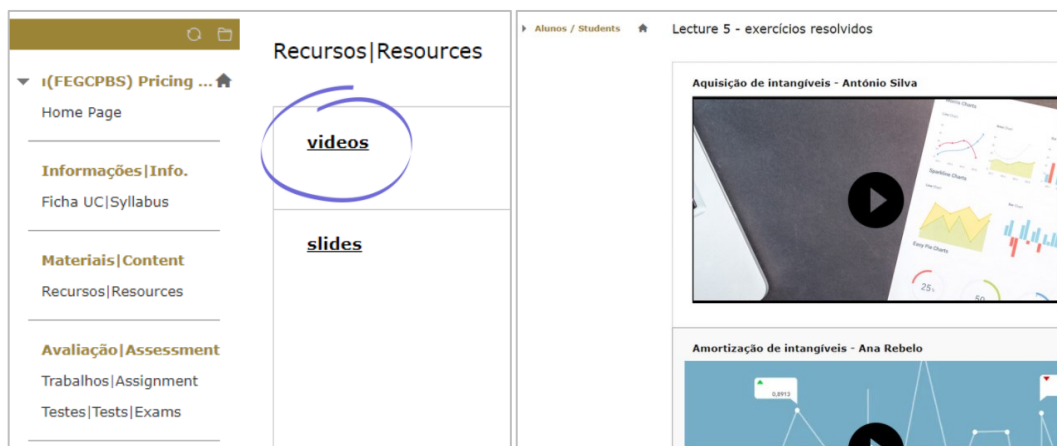 ı(FEGCPBS) Pricing ...
Home Page
Informações|Info.
Ficha UC|Syllabus
Materiais|Content
Recursos|Resources
Avaliação|Assessment
Trabalhos|Assignment
Testes|Tests|Exams
Recursos|Resources
videos
slides
Alunos / Students
Lecture 5 - exercícios resolvidos
Aquisição de intangíveis - António Silva
Easy Pie Charts
25%
50
Amortização de intangíveis - Ana Rebelo
0,8913